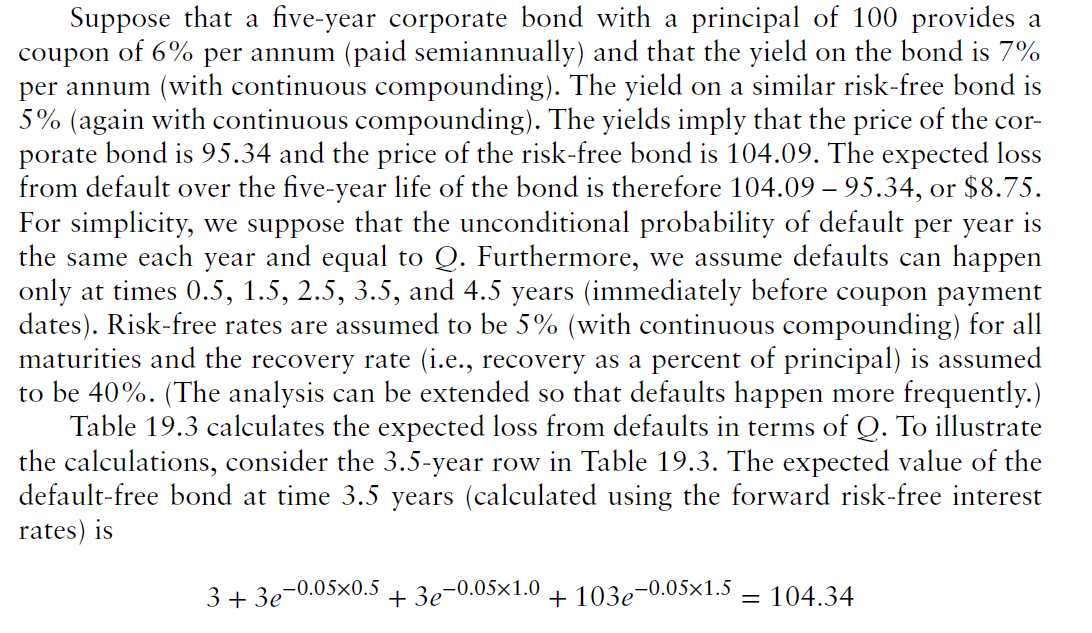 Suppose that a five-year corporate bond with a principal of 100 provides a
coupon of 6% per annum (paid semiannually) and that the yield on the bond is 7%
per annum (with continuous compounding). The yield on a similar risk-free bond is
5% (again with continuous compounding). The yields imply that the price of the cor-
porate bond is 95.34 and the price of the risk-free bond is 104.09. The expected loss
from default over the five-year life of the bond is therefore 104.09 – 95.34, or $8.75.
For simplicity, we suppose that the unconditional probability of default per year is
the same each year and equal to Q. Furthermore, we assume defaults can happen
only at times 0.5, 1.5, 2.5, 3.5, and 4.5 years (immediately before coupon payment
dates). Risk-free rates are assumed to be 5% (with continuous compounding) for all
maturities and the recovery rate (i.e., recovery as a percent of principal) is assumed
to be 40%. (The analysis can be extended so that defaults happen more frequently.)
Table 19.3 calculates the expected loss from defaults in terms of Q. To illustrate
the calculations, consider the 3.5-year row in Table 19.3. The expected value of the
default-free bond at time 3.5 years (calculated using the forward risk-free interest
rates) is
3 + 3e^{−0.05×0.5} + 3e^{−0.05×1.0} + 103e^{−0.05×1.5} = 104.34